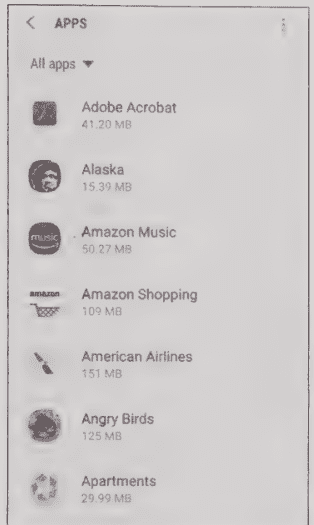 APPS
All apps
Adobe Acrobat
41.20 MB
Alaska
15.39 MB
music
Amazon Music
50.27 MB
amazon
Amazon Shopping
109 MB
American Airlines
151 MB
Angry Birds
125 MB
Apartments
29.99 MB